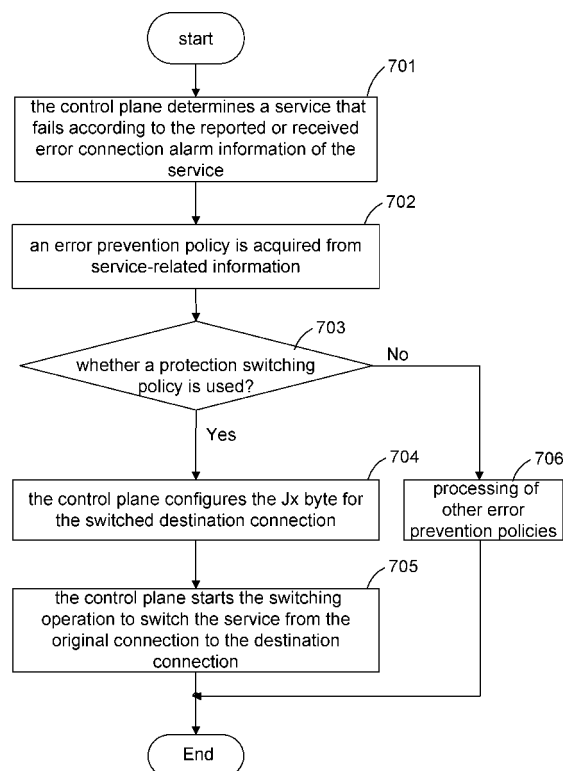 start
701
the control plane determines a service that
fails according to the reported or received
error connection alarm information of the
service
702
an error prevention policy is acquired from
service-related information
703
whether a protection switching
policy is used?
No
Yes
704
the control plane configures the Jx byte for
the switched destination connection
706
processing of
other error
prevention policies
705
the control plane starts the switching
operation to switch the service from the
original connection to the destination
connection
End